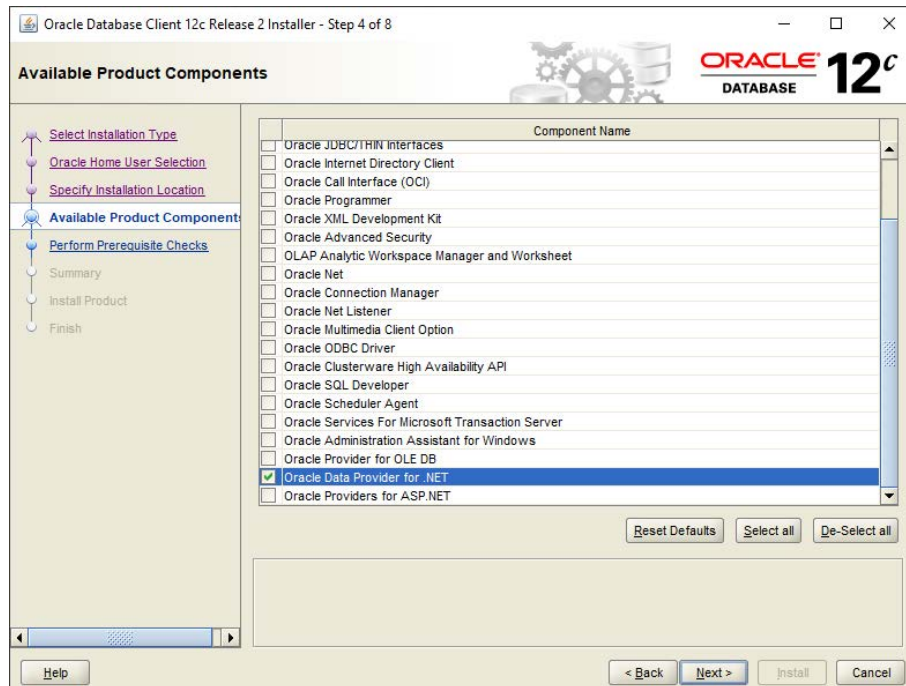 Oracle Database Client 12c Release 2 Installer - Step 4 of 8
Available Product Components
ORACLE
DATABASE
12c
Select Installation Type
Oracle Home User Selection
Specify Installation Location
Available Product Components
Perform Prerequisite Checks
Summary
Install Product
Finish
Component Name
Oracle JDBC/THIN Interfaces
Oracle Internet Directory Client
Oracle Call Interface (OCI)
Oracle Programmer
Oracle XML Development Kit
Oracle Advanced Security
OLAP Analytic Workspace Manager and Worksheet
Oracle Net
Oracle Connection Manager
Oracle Net Listener
Oracle Multimedia Client Option
Oracle ODBC Driver
Oracle Clusterware High Availability API
Oracle SQL Developer
Oracle Scheduler Agent
Oracle Services For Microsoft Transaction Server
Oracle Administration Assistant for Windows
Oracle Provider for OLE DB
Oracle Data Provider for .NET
Oracle Providers for ASP.NET
Reset Defaults Select all De-Select all
Help < Back Next > Install Cancel